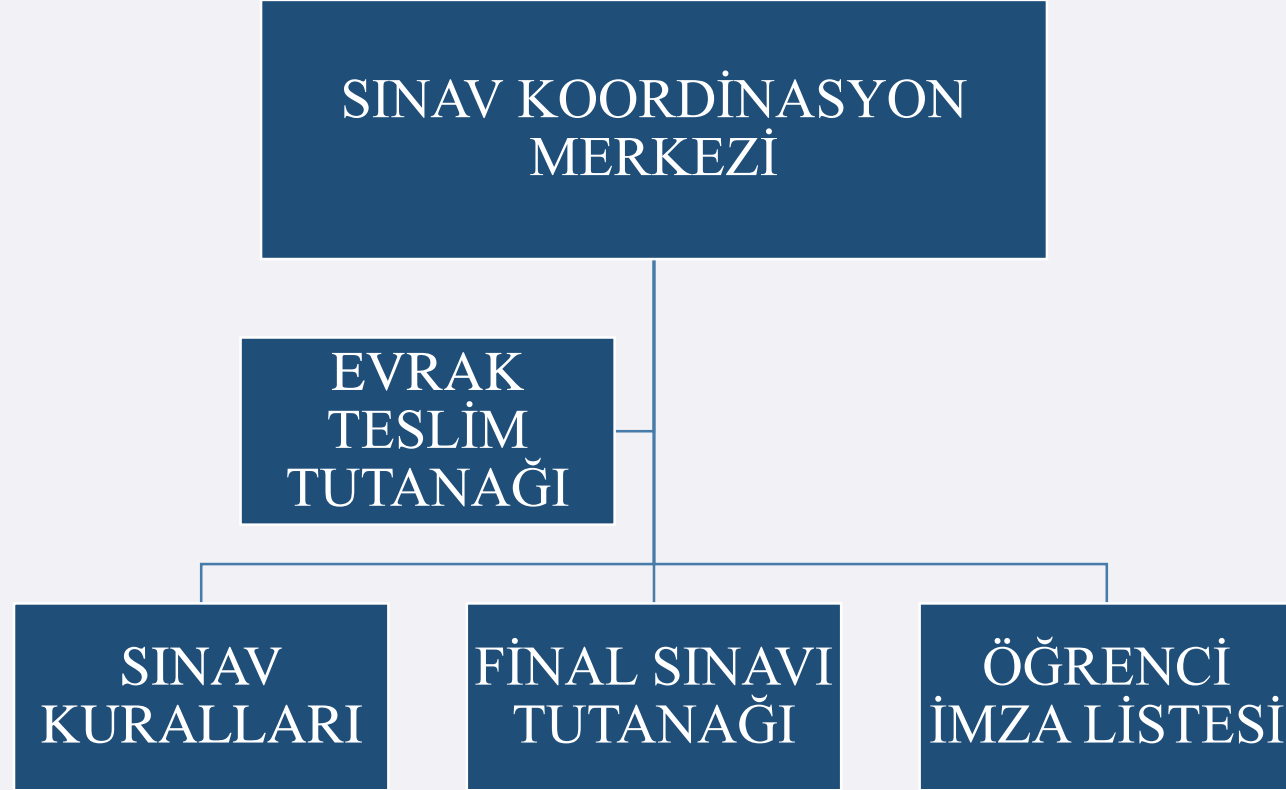 SINAV KOORDİNASYON
MERKEZİ
EVRAK
TESLİM
TUTANAĞI
SINAV
KURALLARI
FİNAL SINAVI
TUTANAĞI
ÖĞRENCİ
İMZA LİSTESİ